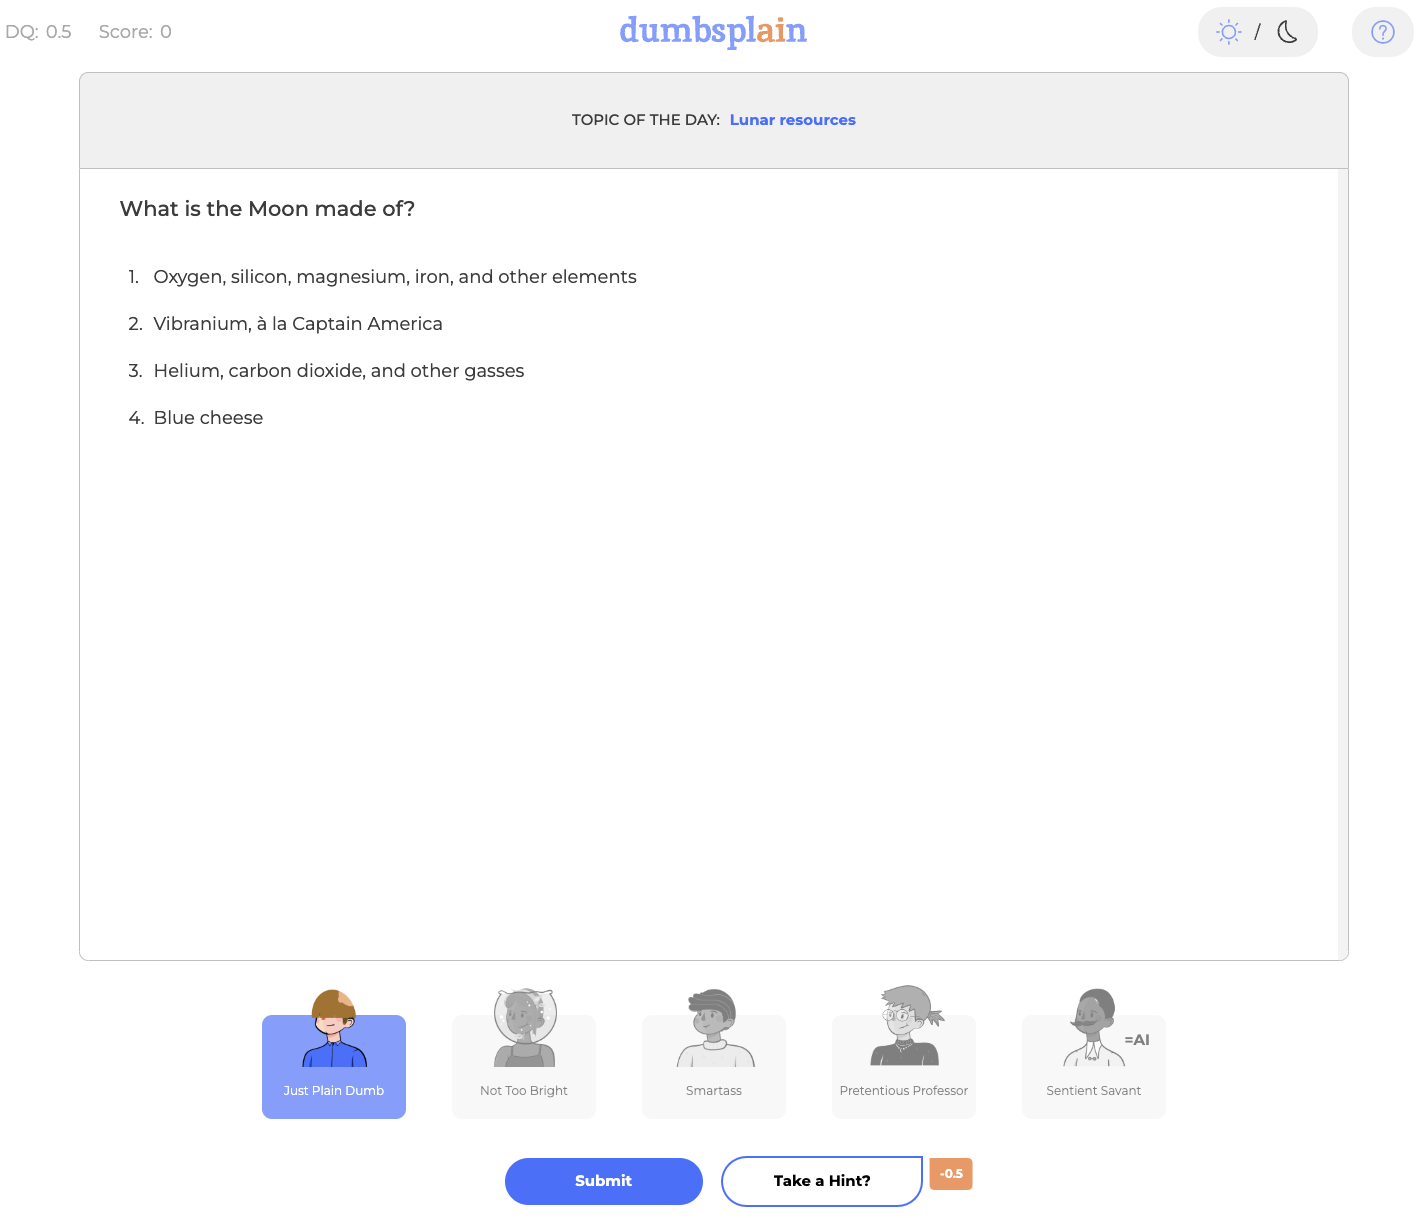 DQ: 0.5 Score: 0
dumbsplain
/
?
TOPIC OF THE DAY: Lunar resources
What is the Moon made of?
1. Oxygen, silicon, magnesium, iron, and other elements
2. Vibranium, à la Captain America
3. Helium, carbon dioxide, and other gasses
4. Blue cheese
=AI
Just Plain Dumb
Not Too Bright
Smartass
Pretentious Professor
Sentient Savant
Submit
Take a Hint?
-0.5